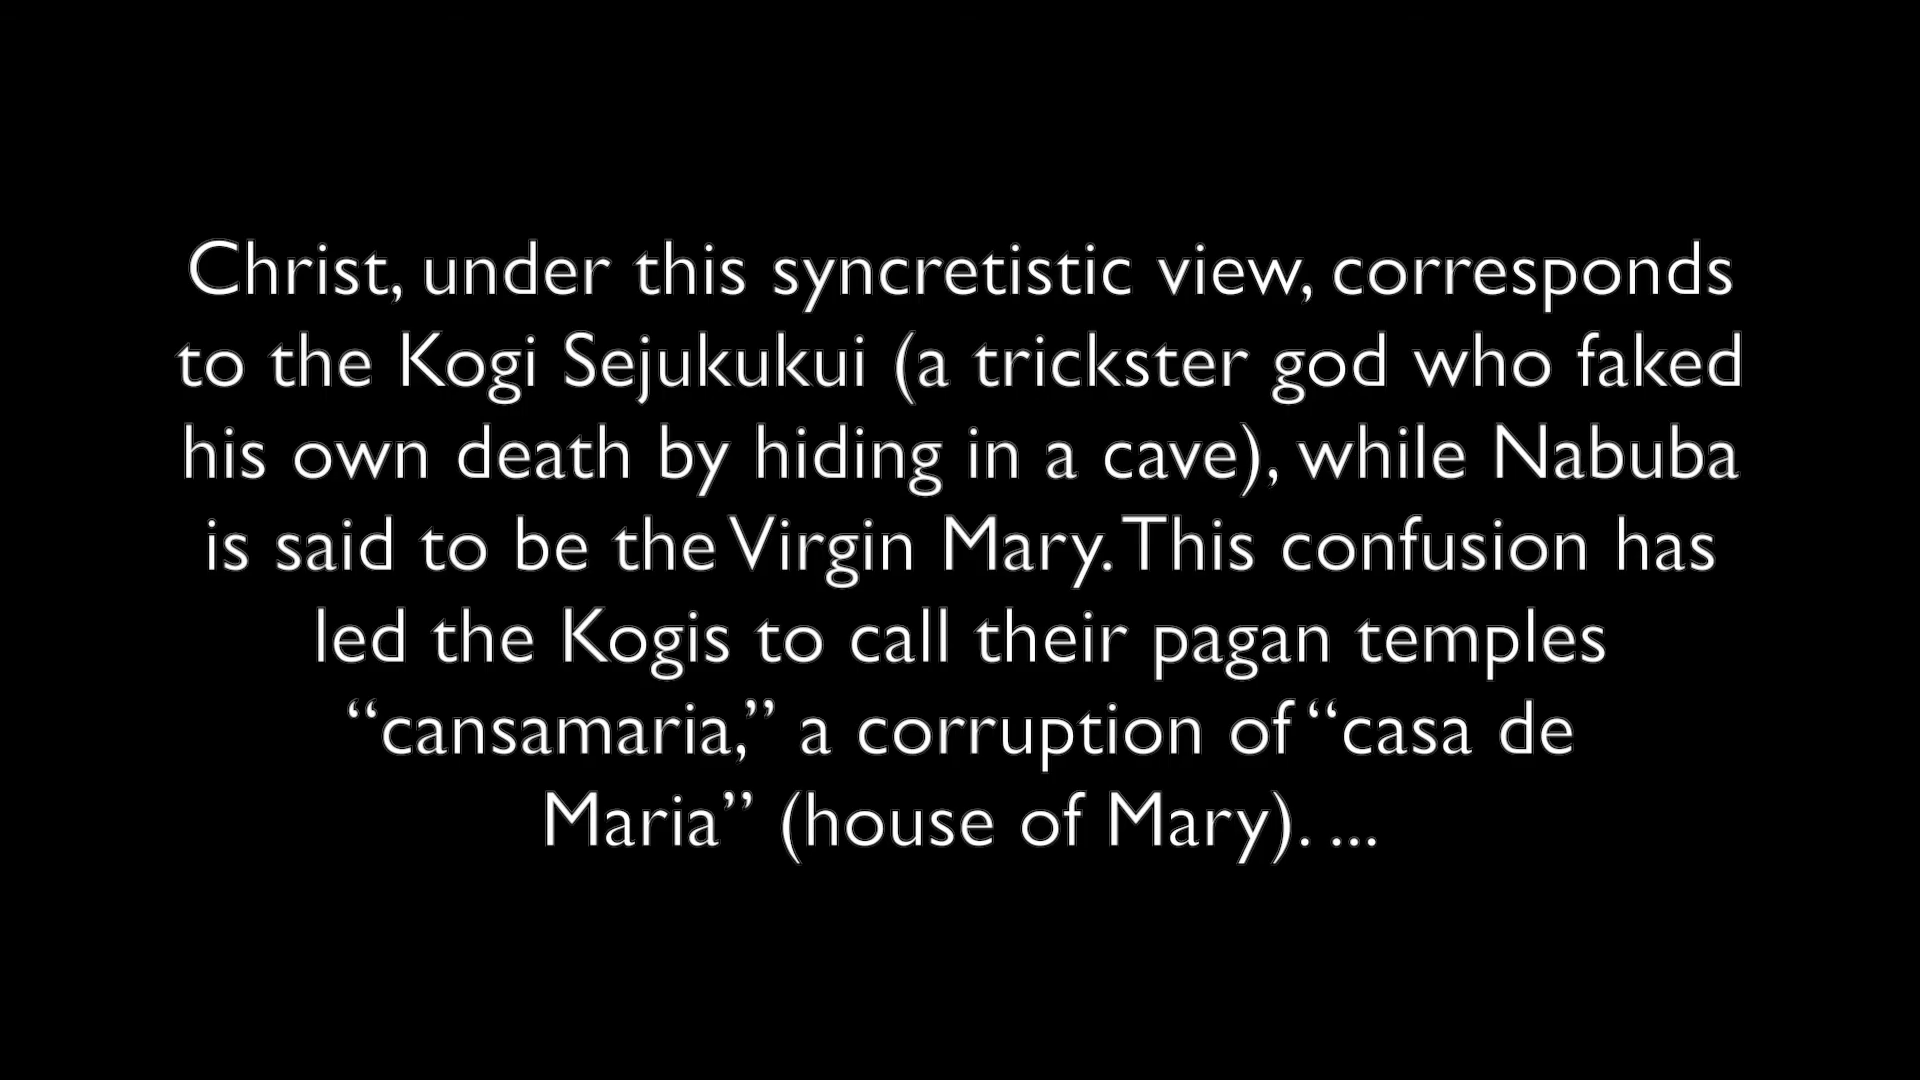 Christ, under this syncretistic view, corresponds
to the Kogi Sejukukui (a trickster god who faked
his own death by hiding in a cave), while Nabuba
is said to be the Virgin Mary. This confusion has
led the Kogis to call their pagan temples
“cansamaria,” a corruption of “casa de
Maria” (house of Mary). ...